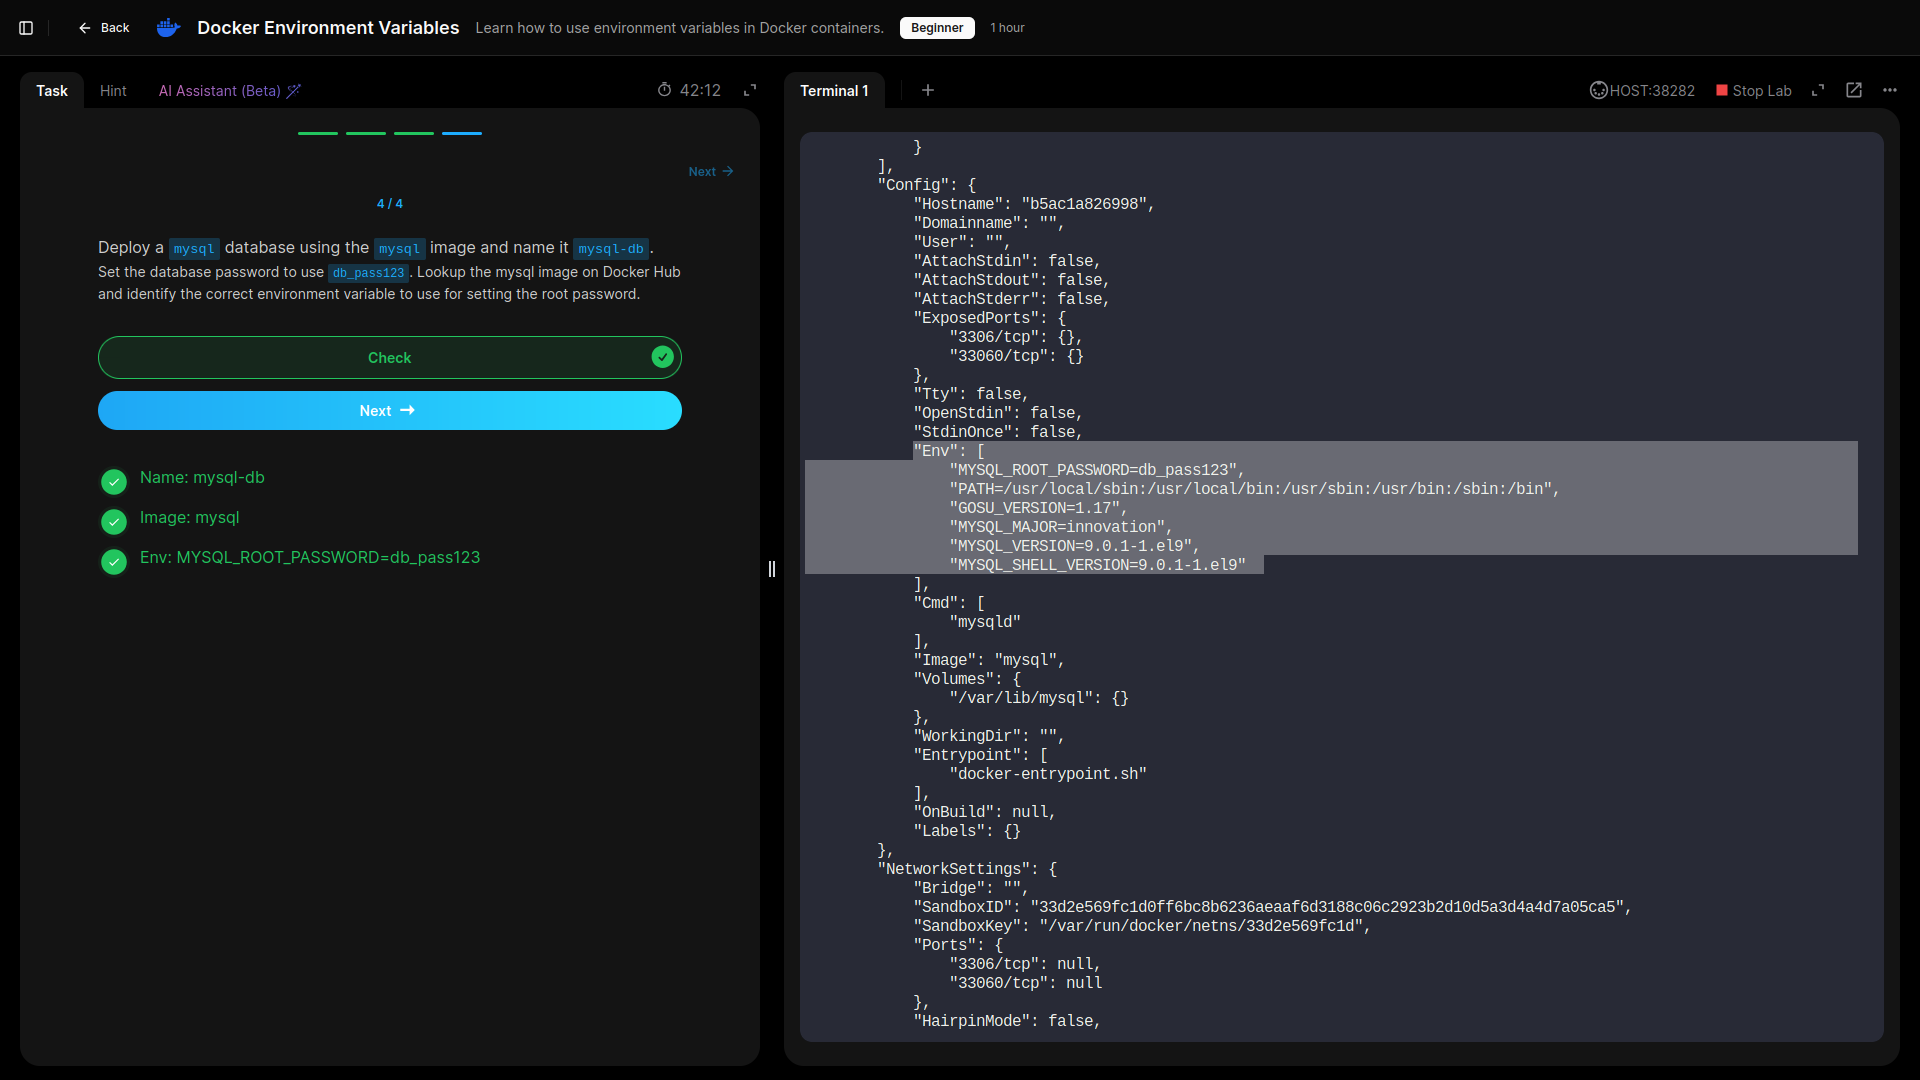 Back
Docker Environment Variables
Learn how to use environment variables in Docker containers.
Beginner
1 hour
Task
Hint
AI Assistant (Beta)
42:12
Next
4 / 4
Deploy a mysql database using the mysql image and name it mysql-db.
Set the database password to use db_pass123. Lookup the mysql image on Docker Hub
and identify the correct environment variable to use for setting the root password.
Check
Next
Name: mysql-db
Image: mysql
Env: MYSQL_ROOT_PASSWORD=db_pass123
Terminal 1
+
HOST:38282
Stop Lab
}
],
"Config": {
"Hostname": "b5ac1a826998",
"Domainname": "",
"User": "",
"AttachStdin": false,
"AttachStdout": false,
"AttachStderr": false,
"ExposedPorts": {
"3306/tcp": {},
"33060/tcp": {}
},
"Tty": false,
"OpenStdin": false,
"StdinOnce": false,
"Env": [
"MYSQL_ROOT_PASSWORD=db_pass123",
"PATH=/usr/local/sbin:/usr/local/bin:/usr/sbin:/usr/bin:/sbin:/bin",
"GOSU_VERSION=1.17",
"MYSQL_MAJOR=innovation",
"MYSQL_VERSION=9.0.1-1.el9",
"MYSQL_SHELL_VERSION=9.0.1-1.el9"
],
"Cmd": [
"mysqld"
],
"Image": "mysql",
"Volumes": {
"/var/lib/mysql": {}
},
"WorkingDir": "",
"Entrypoint": [
"docker-entrypoint.sh"
],
"OnBuild": null,
"Labels": {}
},
"NetworkSettings": {
"Bridge": "",
"SandboxID": "33d2e569fc1d0ff6bc8b6236aeaaf6d3188c06c2923b2d10d5a3d4a4d7a05ca5",
"SandboxKey": "/var/run/docker/netns/33d2e569fc1d",
"Ports": {
"3306/tcp": null,
"33060/tcp": null
},
"HairpinMode": false,